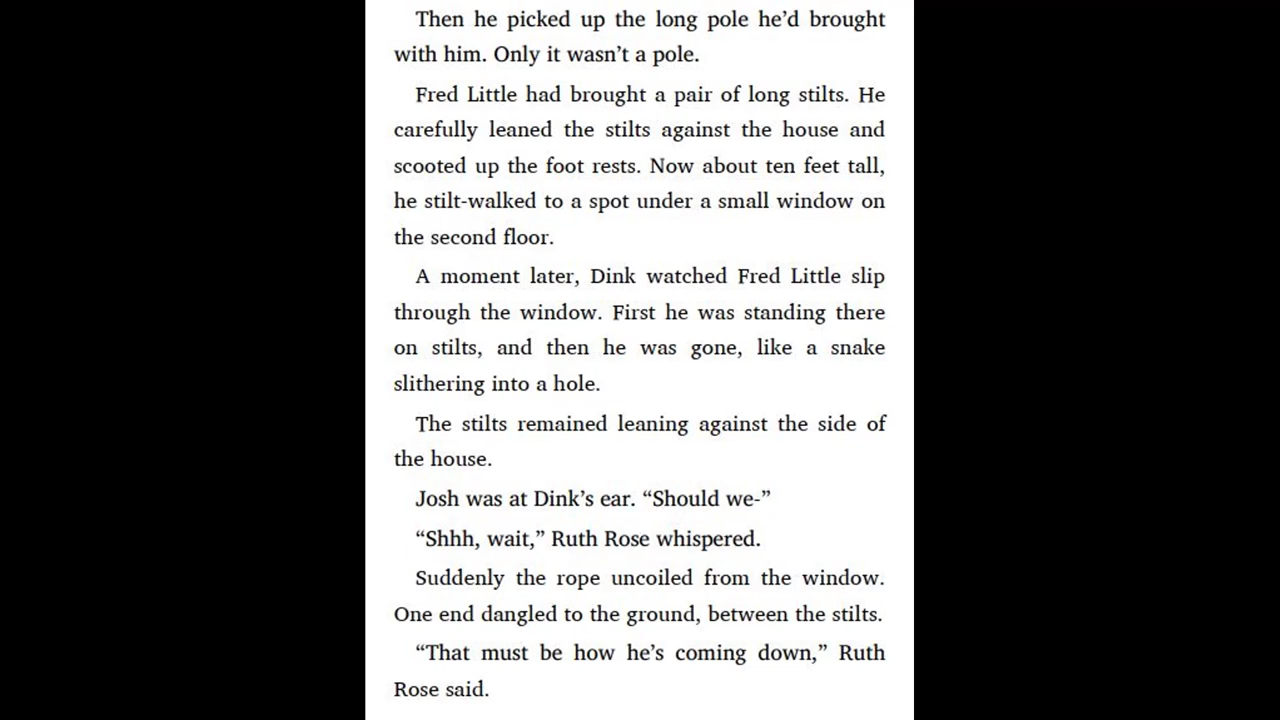 Then he picked up the long pole he’d brought
with him. Only it wasn’t a pole.
Fred Little had brought a pair of long stilts. He
carefully leaned the stilts against the house and
scooted up the foot rests. Now about ten feet tall,
he stilt-walked to a spot under a small window on
the second floor.
A moment later, Dink watched Fred Little slip
through the window. First he was standing there
on stilts, and then he was gone, like a snake
slithering into a hole.
The stilts remained leaning against the side of
the house.
Josh was at Dink’s ear. “Should we-”
“Shhh, wait,” Ruth Rose whispered.
Suddenly the rope uncoiled from the window.
One end dangled to the ground, between the stilts.
“That must be how he’s coming down,” Ruth
Rose said.